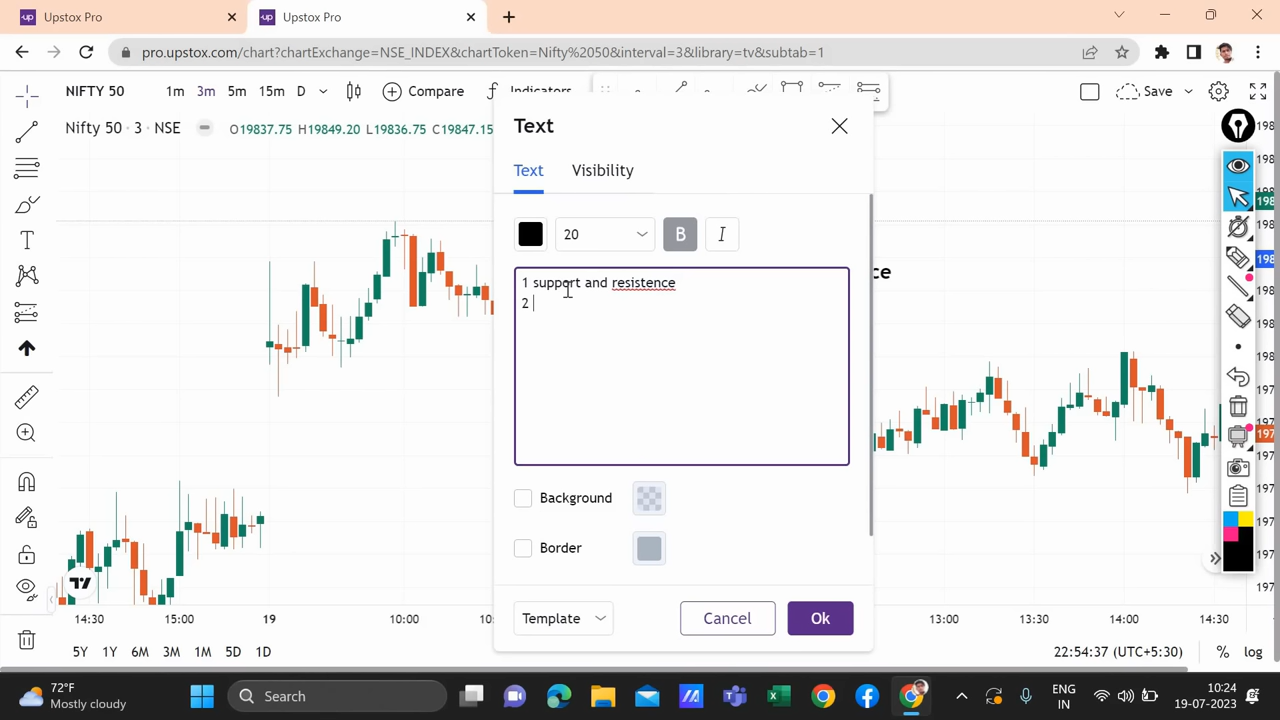 Upstox Pro
Upstox Pro
pro.upstox.com/chart?chartExchange=NSE_INDEX&chartToken=Nifty%2050&interval=3&library=tv&subtab=1
NIFTY 50 1m 3m 5m 15m D Compare Indicators Save
Nifty 50 · 3 · NSE O19837.75 H19849.20 L19836.75 C19847.15
Text
Text Visibility
20 B I
1 support and resistence
2
Background
Border
Template Cancel Ok
14:30 15:00 19 10:00 13:00 13:30 14:00 14:30
5Y 1Y 6M 3M 1M 5D 1D 22:54:37 (UTC+5:30) % log
72°F
Mostly cloudy
Search
ENG
IN
10:24
19-07-2023